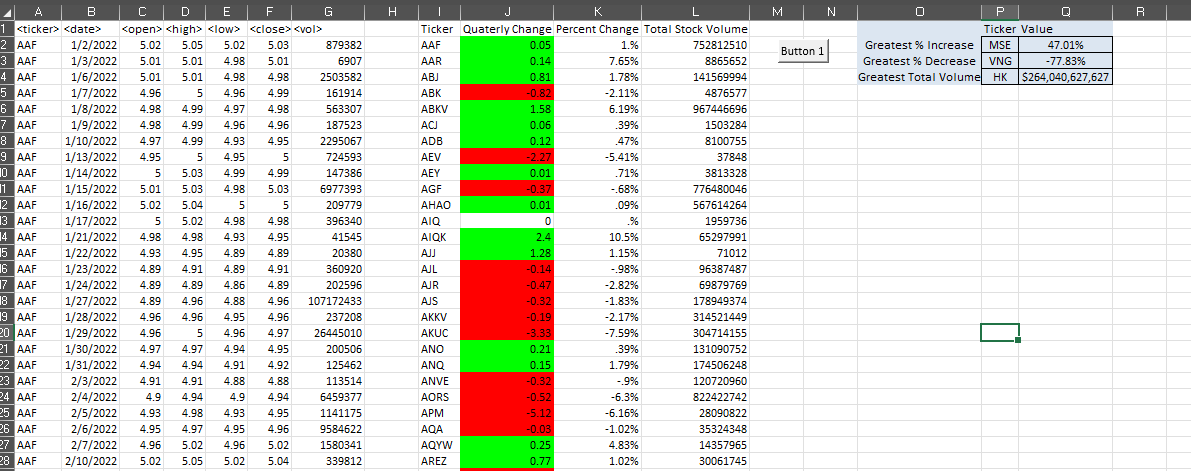 A B C D E F G H I J K L M N O P Q R
1 <ticker> <date> <open> <high> <low> <close> <vol> Ticker Quaterly Change Percent Change Total Stock Volume Ticker Value
2 AAF 1/2/2022 5.02 5.05 5.02 5.03 879382 AAF 0.05 1.% 752812510 Button 1 Greatest % Increase MSE 47.01%
3 AAF 1/3/2022 5.01 5.01 4.98 5.01 6907 AAR 0.14 7.65% 8865652 Greatest % Decrease VNG -77.83%
4 AAF 1/6/2022 5.01 5.01 4.98 4.98 2503582 ABJ 0.81 1.78% 141569994 Greatest Total Volume HK $264,040,627,627
5 AAF 1/7/2022 4.96 5 4.96 4.99 161914 ABK -0.82 -2.11% 4876577
6 AAF 1/8/2022 4.98 4.99 4.97 4.98 563307 ABKV 1.58 6.19% 967446696
7 AAF 1/9/2022 4.98 4.99 4.96 4.96 187523 ACJ 0.06 .39% 1503284
8 AAF 1/10/2022 4.97 4.99 4.93 4.95 2295067 ADB 0.12 .47% 8100755
9 AAF 1/13/2022 4.95 5 4.95 5 724593 AEV -2.27 -5.41% 37848
10 AAF 1/14/2022 5 5.03 4.99 4.99 147386 AEY 0.01 .71% 3813328
11 AAF 1/15/2022 5.01 5.03 4.98 5.03 6977393 AGF -0.37 -.68% 776480046
12 AAF 1/16/2022 5.02 5.04 5 5 209779 AHAO 0.01 .09% 567614264
13 AAF 1/17/2022 5 5.02 4.98 4.98 396340 AIQ 0 .% 1959736
14 AAF 1/21/2022 4.98 4.98 4.93 4.95 41545 AIQK 2.4 10.5% 65297991
15 AAF 1/22/2022 4.93 4.95 4.89 4.89 20380 AJJ 1.28 1.15% 71012
16 AAF 1/23/2022 4.89 4.91 4.89 4.91 360920 AJL -0.14 -.98% 96387487
17 AAF 1/24/2022 4.89 4.89 4.86 4.89 202596 AJR -0.47 -2.82% 69879769
18 AAF 1/27/2022 4.89 4.96 4.88 4.96 107172433 AJS -0.32 -1.83% 178949374
19 AAF 1/28/2022 4.96 4.96 4.95 4.96 237208 AKKV -0.19 -2.17% 314521449
20 AAF 1/29/2022 4.96 5 4.96 4.97 26445010 AKUC -3.33 -7.59% 304714155
21 AAF 1/30/2022 4.97 4.97 4.94 4.95 200506 ANO 0.21 .39% 131090752
22 AAF 1/31/2022 4.94 4.94 4.91 4.92 125462 ANQ 0.15 1.79% 174506248
23 AAF 2/3/2022 4.91 4.91 4.88 4.88 113514 ANVE -0.32 -.9% 120720960
24 AAF 2/4/2022 4.9 4.94 4.9 4.94 6459377 AORS -0.52 -6.3% 822422742
25 AAF 2/5/2022 4.93 4.98 4.93 4.95 1141175 APM -5.12 -6.16% 28090822
26 AAF 2/6/2022 4.95 4.97 4.95 4.96 9584622 AQA -0.03 -1.02% 35324348
27 AAF 2/7/2022 4.96 5.02 4.96 5.02 1580341 AQYW 0.25 4.83% 14357965
28 AAF 2/10/2022 5.02 5.05 5.02 5.04 339812 AREZ 0.77 1.02% 30061745